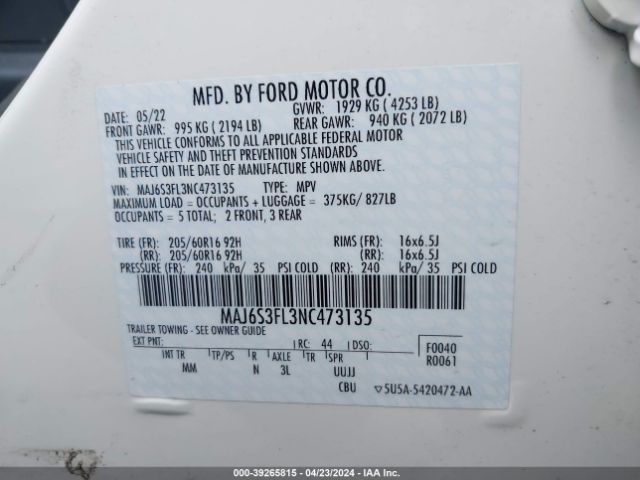 MFD. BY FORD MOTOR CO.
DATE: 05/22 GVWR: 1929 KG ( 4253 LB)
FRONT GAWR: 995 KG ( 2194 LB) REAR GAWR: 940 KG ( 2072 LB)
THIS VEHICLE CONFORMS TO ALL APPLICABLE FEDERAL MOTOR
VEHICLE SAFETY AND THEFT PREVENTION STANDARDS
IN EFFECT ON THE DATE OF MANUFACTURE SHOWN ABOVE.
VIN: MAJ6S3FL3NC473135 TYPE: MPV
MAXIMUM LOAD = OCCUPANTS + LUGGAGE = 375KG/ 827LB
OCCUPANTS = 5 TOTAL; 2 FRONT, 3 REAR
TIRE (FR): 205/60R16 92H RIMS (FR): 16x6.5J
(RR): 205/60R16 92H (RR): 16x6.5J
PRESSURE (FR): 240 kPa/ 35 PSI COLD (RR): 240 kPa/ 35 PSI COLD
MAJ6S3FL3NC473135
TRAILER TOWING - SEE OWNER GUIDE
EXT PNT: RC: 44 DSO: F0040
R0061
INT TR TP/PS R AXLE TR SPR
MM N 3L UUJJ
CBU 5U5A-5420472-AA
000-39265815 - 04/23/2024 - IAA Inc.